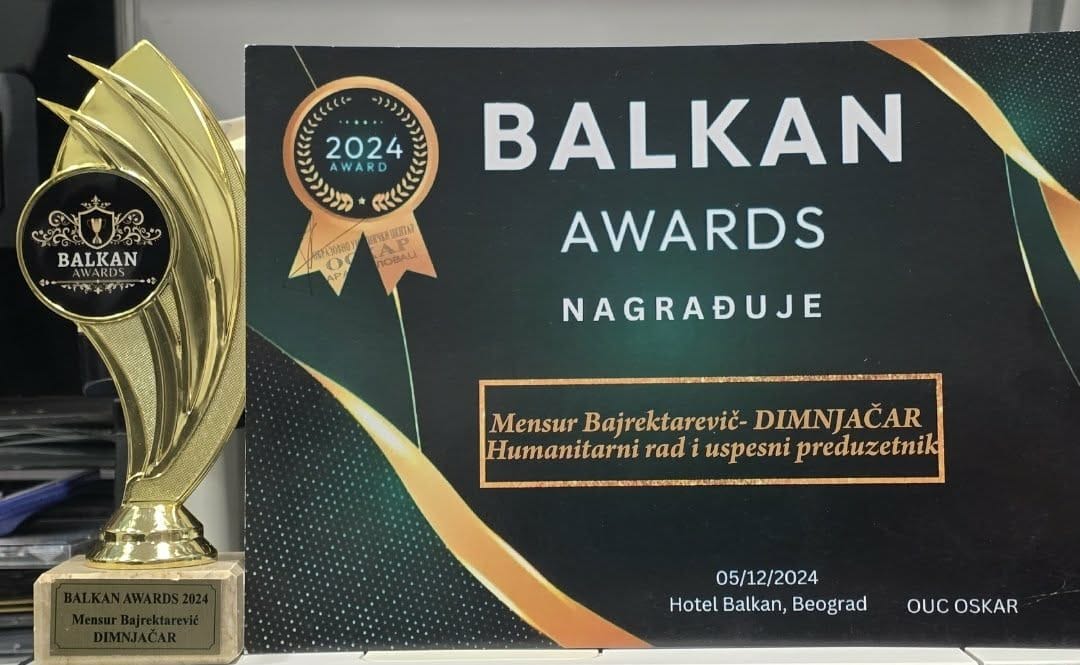 BALKAN
AWARDS
BALKAN AWARDS 2024
Mensur Bajrektarević
DIMNJAČAR
2024
AWARD
BALKAN
AWARDS
NAGRAĐUJE
Mensur Bajrektarevič- DIMNJAČAR
Humanitarni rad i uspesni preduzetnik
05/12/2024
Hotel Balkan, Beograd
OUC OSKAR